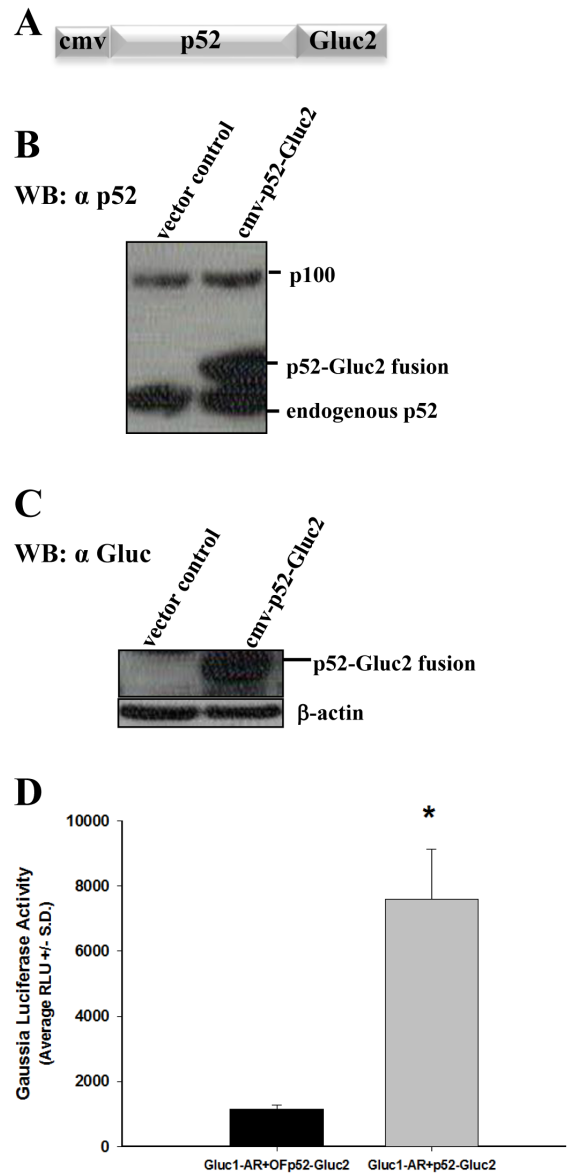 A
cmv p52 Gluc2
B
WB: α p52
vector control
cmv-p52-Gluc2
p100
p52-Gluc2 fusion
endogenous p52
C
WB: α Gluc
vector control
cmv-p52-Gluc2
p52-Gluc2 fusion
β-actin
D
Gaussia Luciferase Activity
(Average RLU +/- S.D.)
10000
8000
6000
4000
2000
0
*
Gluc1-AR+OFp52-Gluc2 Gluc1-AR+p52-Gluc2